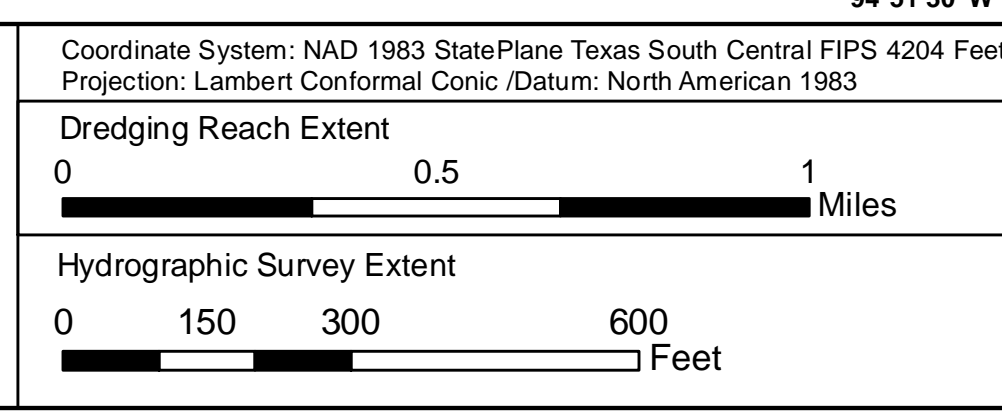 Coordinate System: NAD 1983 StatePlane Texas South Central FIPS 4204 Feet
Projection: Lambert Conformal Conic /Datum: North American 1983
Dredging Reach Extent
0 0.5 1
Miles
Hydrographic Survey Extent
0 150 300 600
Feet